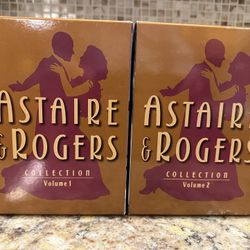 ASTAIRE
& ROGERS
COLLECTION
Volume 1
ASTAIRE
& ROGERS
COLLECTION
Volume 2